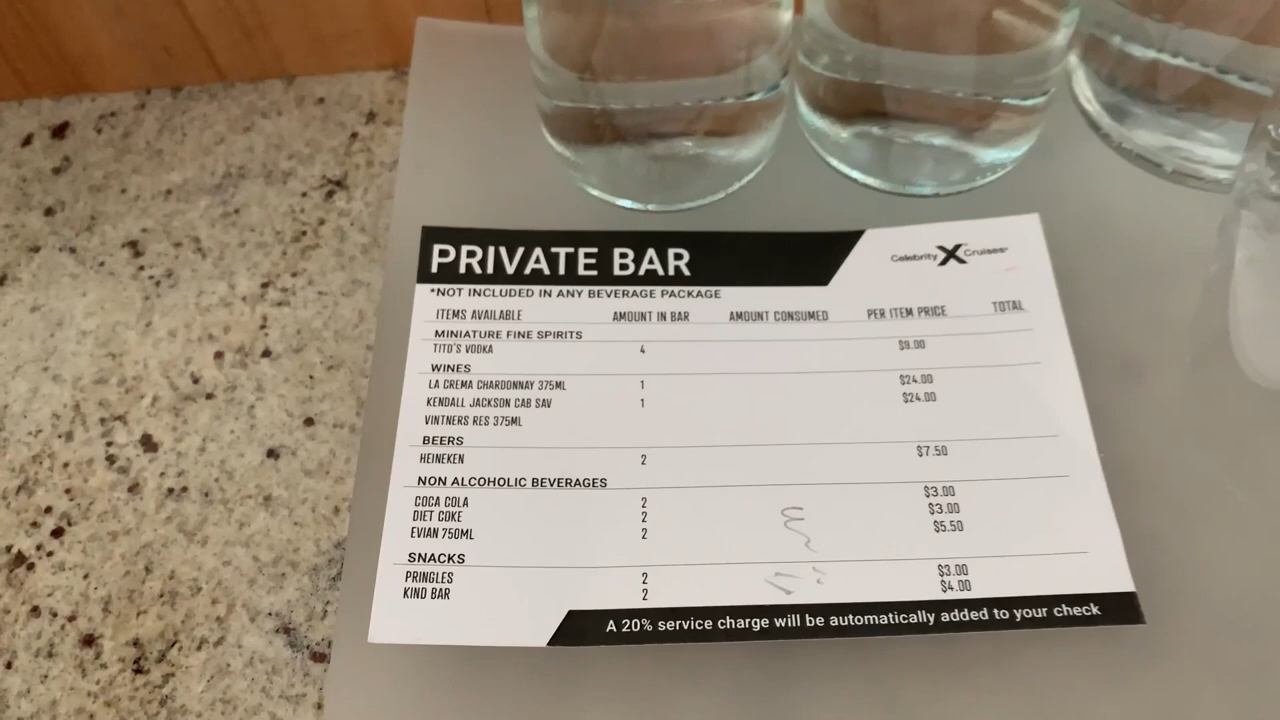 PRIVATE BAR
Celebrity X Cruises
*NOT INCLUDED IN ANY BEVERAGE PACKAGE
ITEMS AVAILABLE AMOUNT IN BAR AMOUNT CONSUMED PER ITEM PRICE TOTAL
MINIATURE FINE SPIRITS
TITO'S VODKA 4 $9.00
WINES
LA CREMA CHARDONNAY 375ML 1 $24.00
KENDALL JACKSON CAB SAV 1 $24.00
VINTNERS RES 375ML
BEERS
HEINEKEN 2 $7.50
NON ALCOHOLIC BEVERAGES
COCA COLA 2 $3.00
DIET COKE 2 $3.00
EVIAN 750ML 2 $5.50
SNACKS
PRINGLES 2 $3.00
KIND BAR 2 $4.00
A 20% service charge will be automatically added to your check